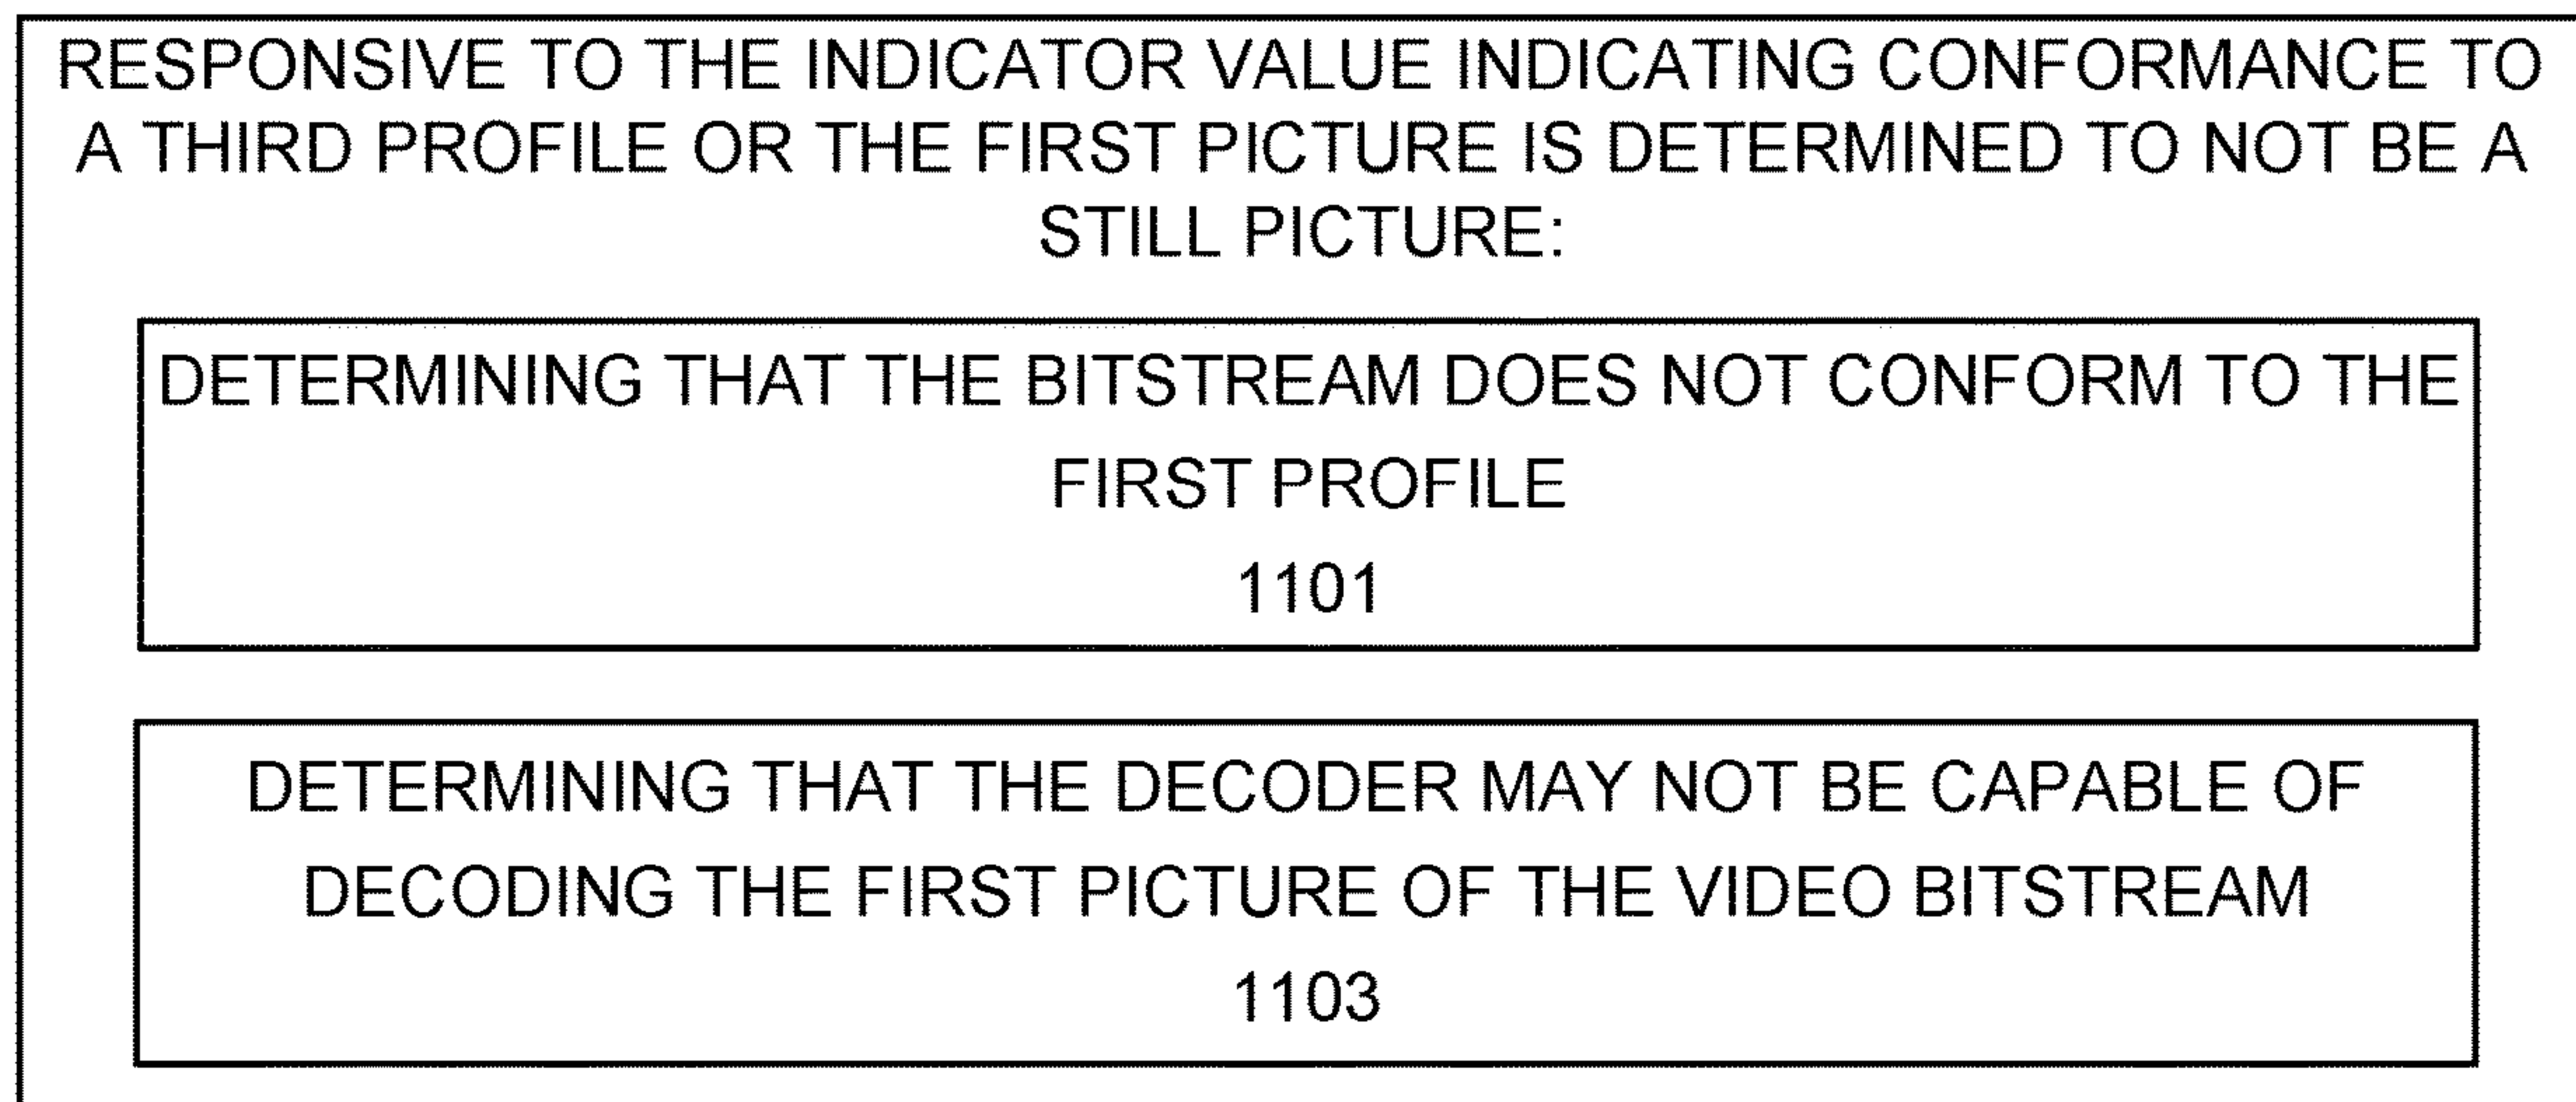 RESPONSIVE TO THE INDICATOR VALUE INDICATING CONFORMANCE TO
A THIRD PROFILE OR THE FIRST PICTURE IS DETERMINED TO NOT BE A
STILL PICTURE:
DETERMINING THAT THE BITSTREAM DOES NOT CONFORM TO THE
FIRST PROFILE
1101
DETERMINING THAT THE DECODER MAY NOT BE CAPABLE OF
DECODING THE FIRST PICTURE OF THE VIDEO BITSTREAM
1103